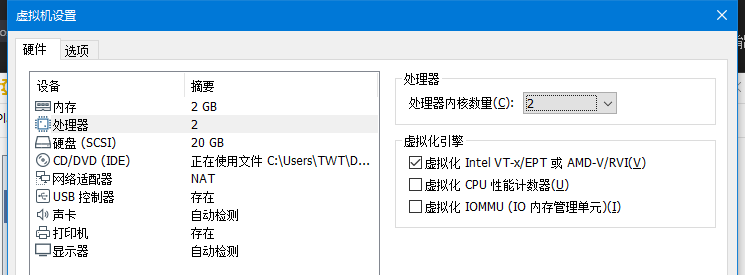 虚拟机设置
硬件 选项
设备 摘要
内存 2 GB
处理器 2
硬盘 (SCSI) 20 GB
CD/DVD (IDE) 正在使用文件 C:\Users\TWT\D...
网络适配器 NAT
USB 控制器 存在
声卡 自动检测
打印机 存在
显示器 自动检测
处理器
处理器内核数量(C): 2
虚拟化引擎
虚拟化 Intel VT-x/EPT 或 AMD-V/RVI(V)
虚拟化 CPU 性能计数器(U)
虚拟化 IOMMU (IO 内存管理单元)(I)